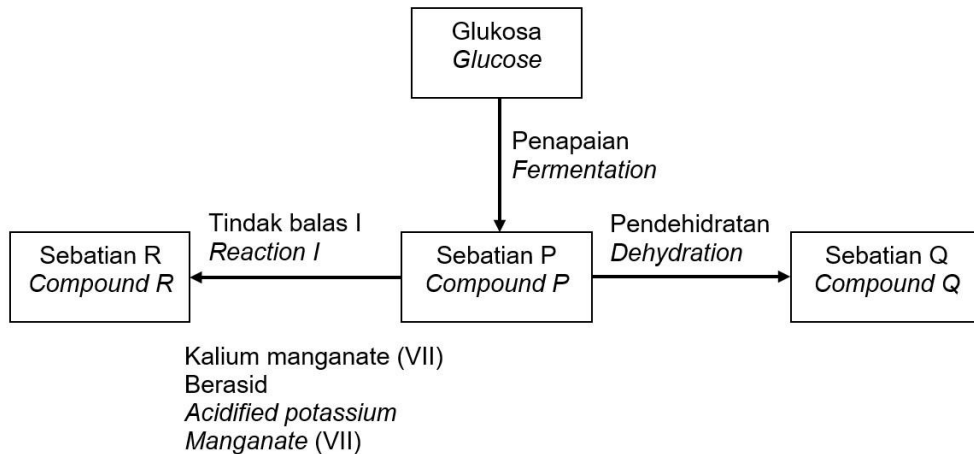 Glukosa
Glucose
Penapaian
Fermentation
Tindak balas I
Reaction I
Pendehidratan
Dehydration
Sebatian R
Compound R
Sebatian P
Compound P
Sebatian Q
Compound Q
Kalium manganate (VII)
Berasid
Acidified potassium
Manganate (VII)